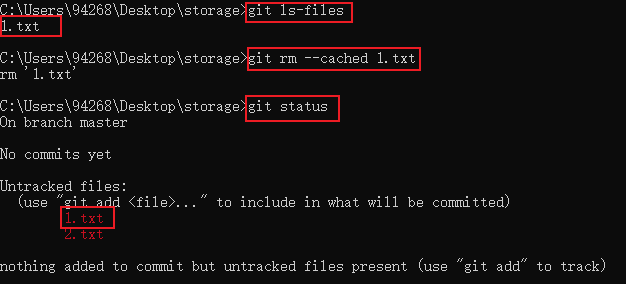 C:\Users\94268\Desktop\storage>git ls-files
1.txt
C:\Users\94268\Desktop\storage>git rm --cached 1.txt
rm '1.txt'
C:\Users\94268\Desktop\storage>git status
On branch master
No commits yet
Untracked files:
(use "git add <file>..." to include in what will be committed)
1.txt
2.txt
nothing added to commit but untracked files present (use "git add" to track)